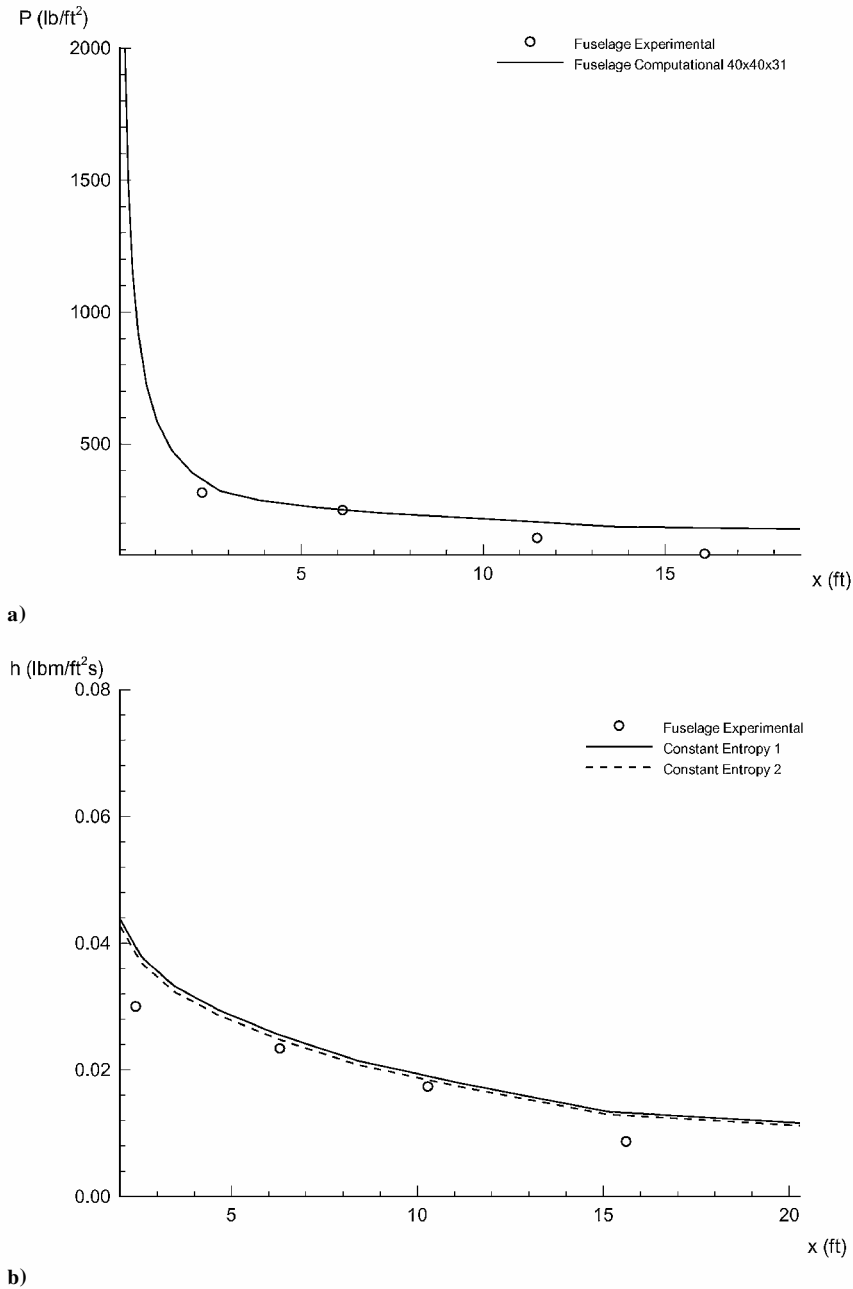 P (lb/ft²)
2000
1500
1000
500
Fuselage Experimental
Fuselage Computational 40x40x31
5
10
15
x (ft)
a)
h (lbm/ft²s)
0.08
0.06
0.04
0.02
0.00
Fuselage Experimental
Constant Entropy 1
Constant Entropy 2
5
10
15
20
x (ft)
b)